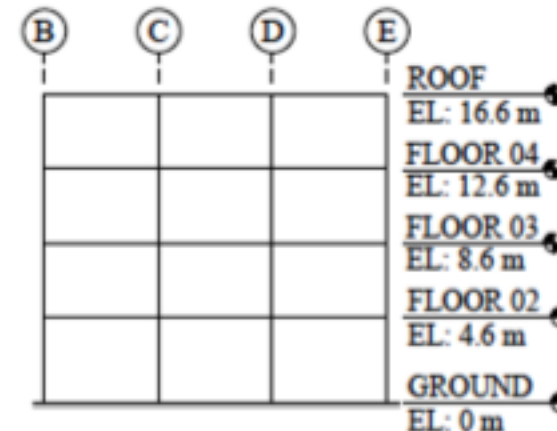 B C D E
ROOF
EL: 16.6 m
FLOOR 04
EL: 12.6 m
FLOOR 03
EL: 8.6 m
FLOOR 02
EL: 4.6 m
GROUND
EL: 0 m